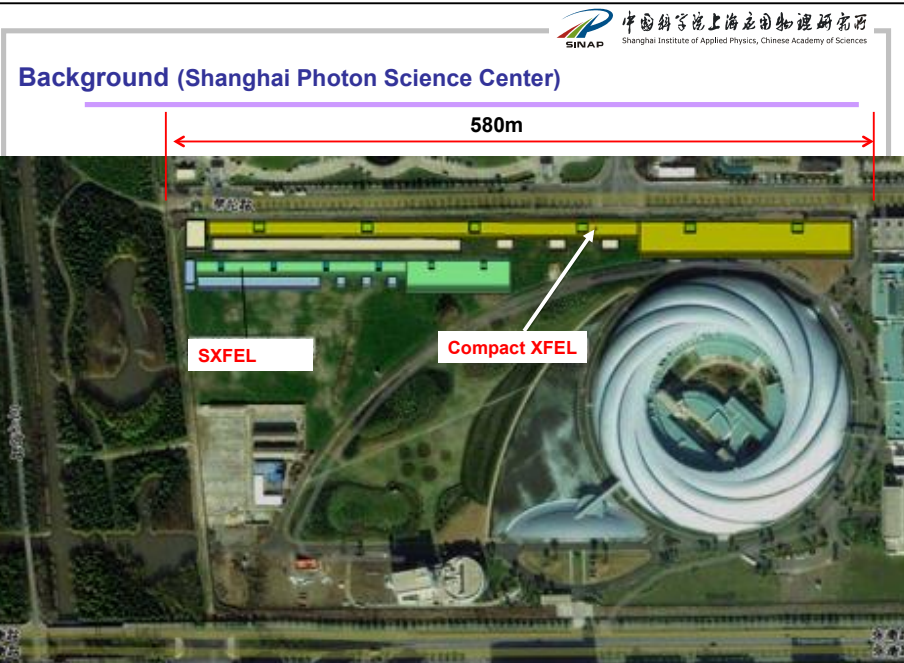 中国科学院上海应用物理研究所
Shanghai Institute of Applied Physics, Chinese Academy of Sciences
SINAP
Background (Shanghai Photon Science Center)
580m
SXFEL
Compact XFEL